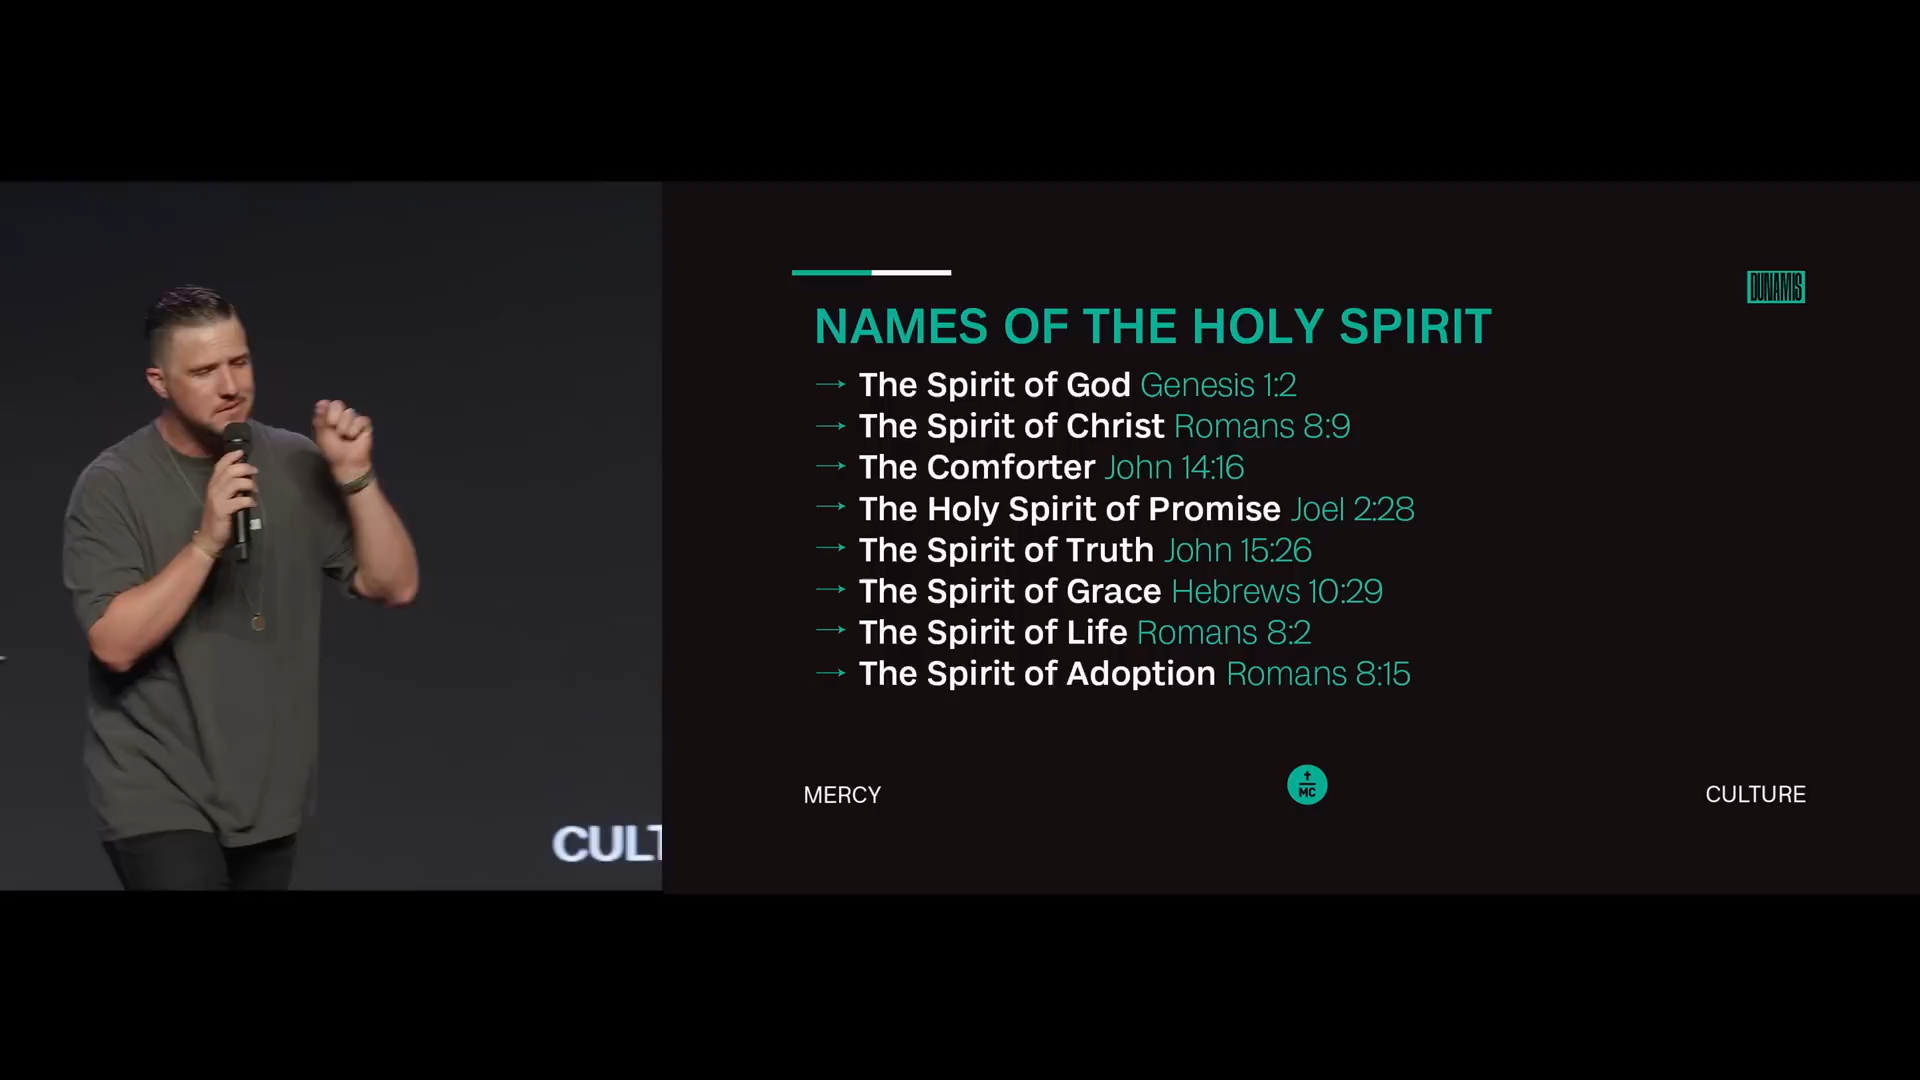 DUNAMIS
NAMES OF THE HOLY SPIRIT
→ The Spirit of God Genesis 1:2
→ The Spirit of Christ Romans 8:9
→ The Comforter John 14:16
→ The Holy Spirit of Promise Joel 2:28
→ The Spirit of Truth John 15:26
→ The Spirit of Grace Hebrews 10:29
→ The Spirit of Life Romans 8:2
→ The Spirit of Adoption Romans 8:15
MERCY
MC
CULTURE
CULT